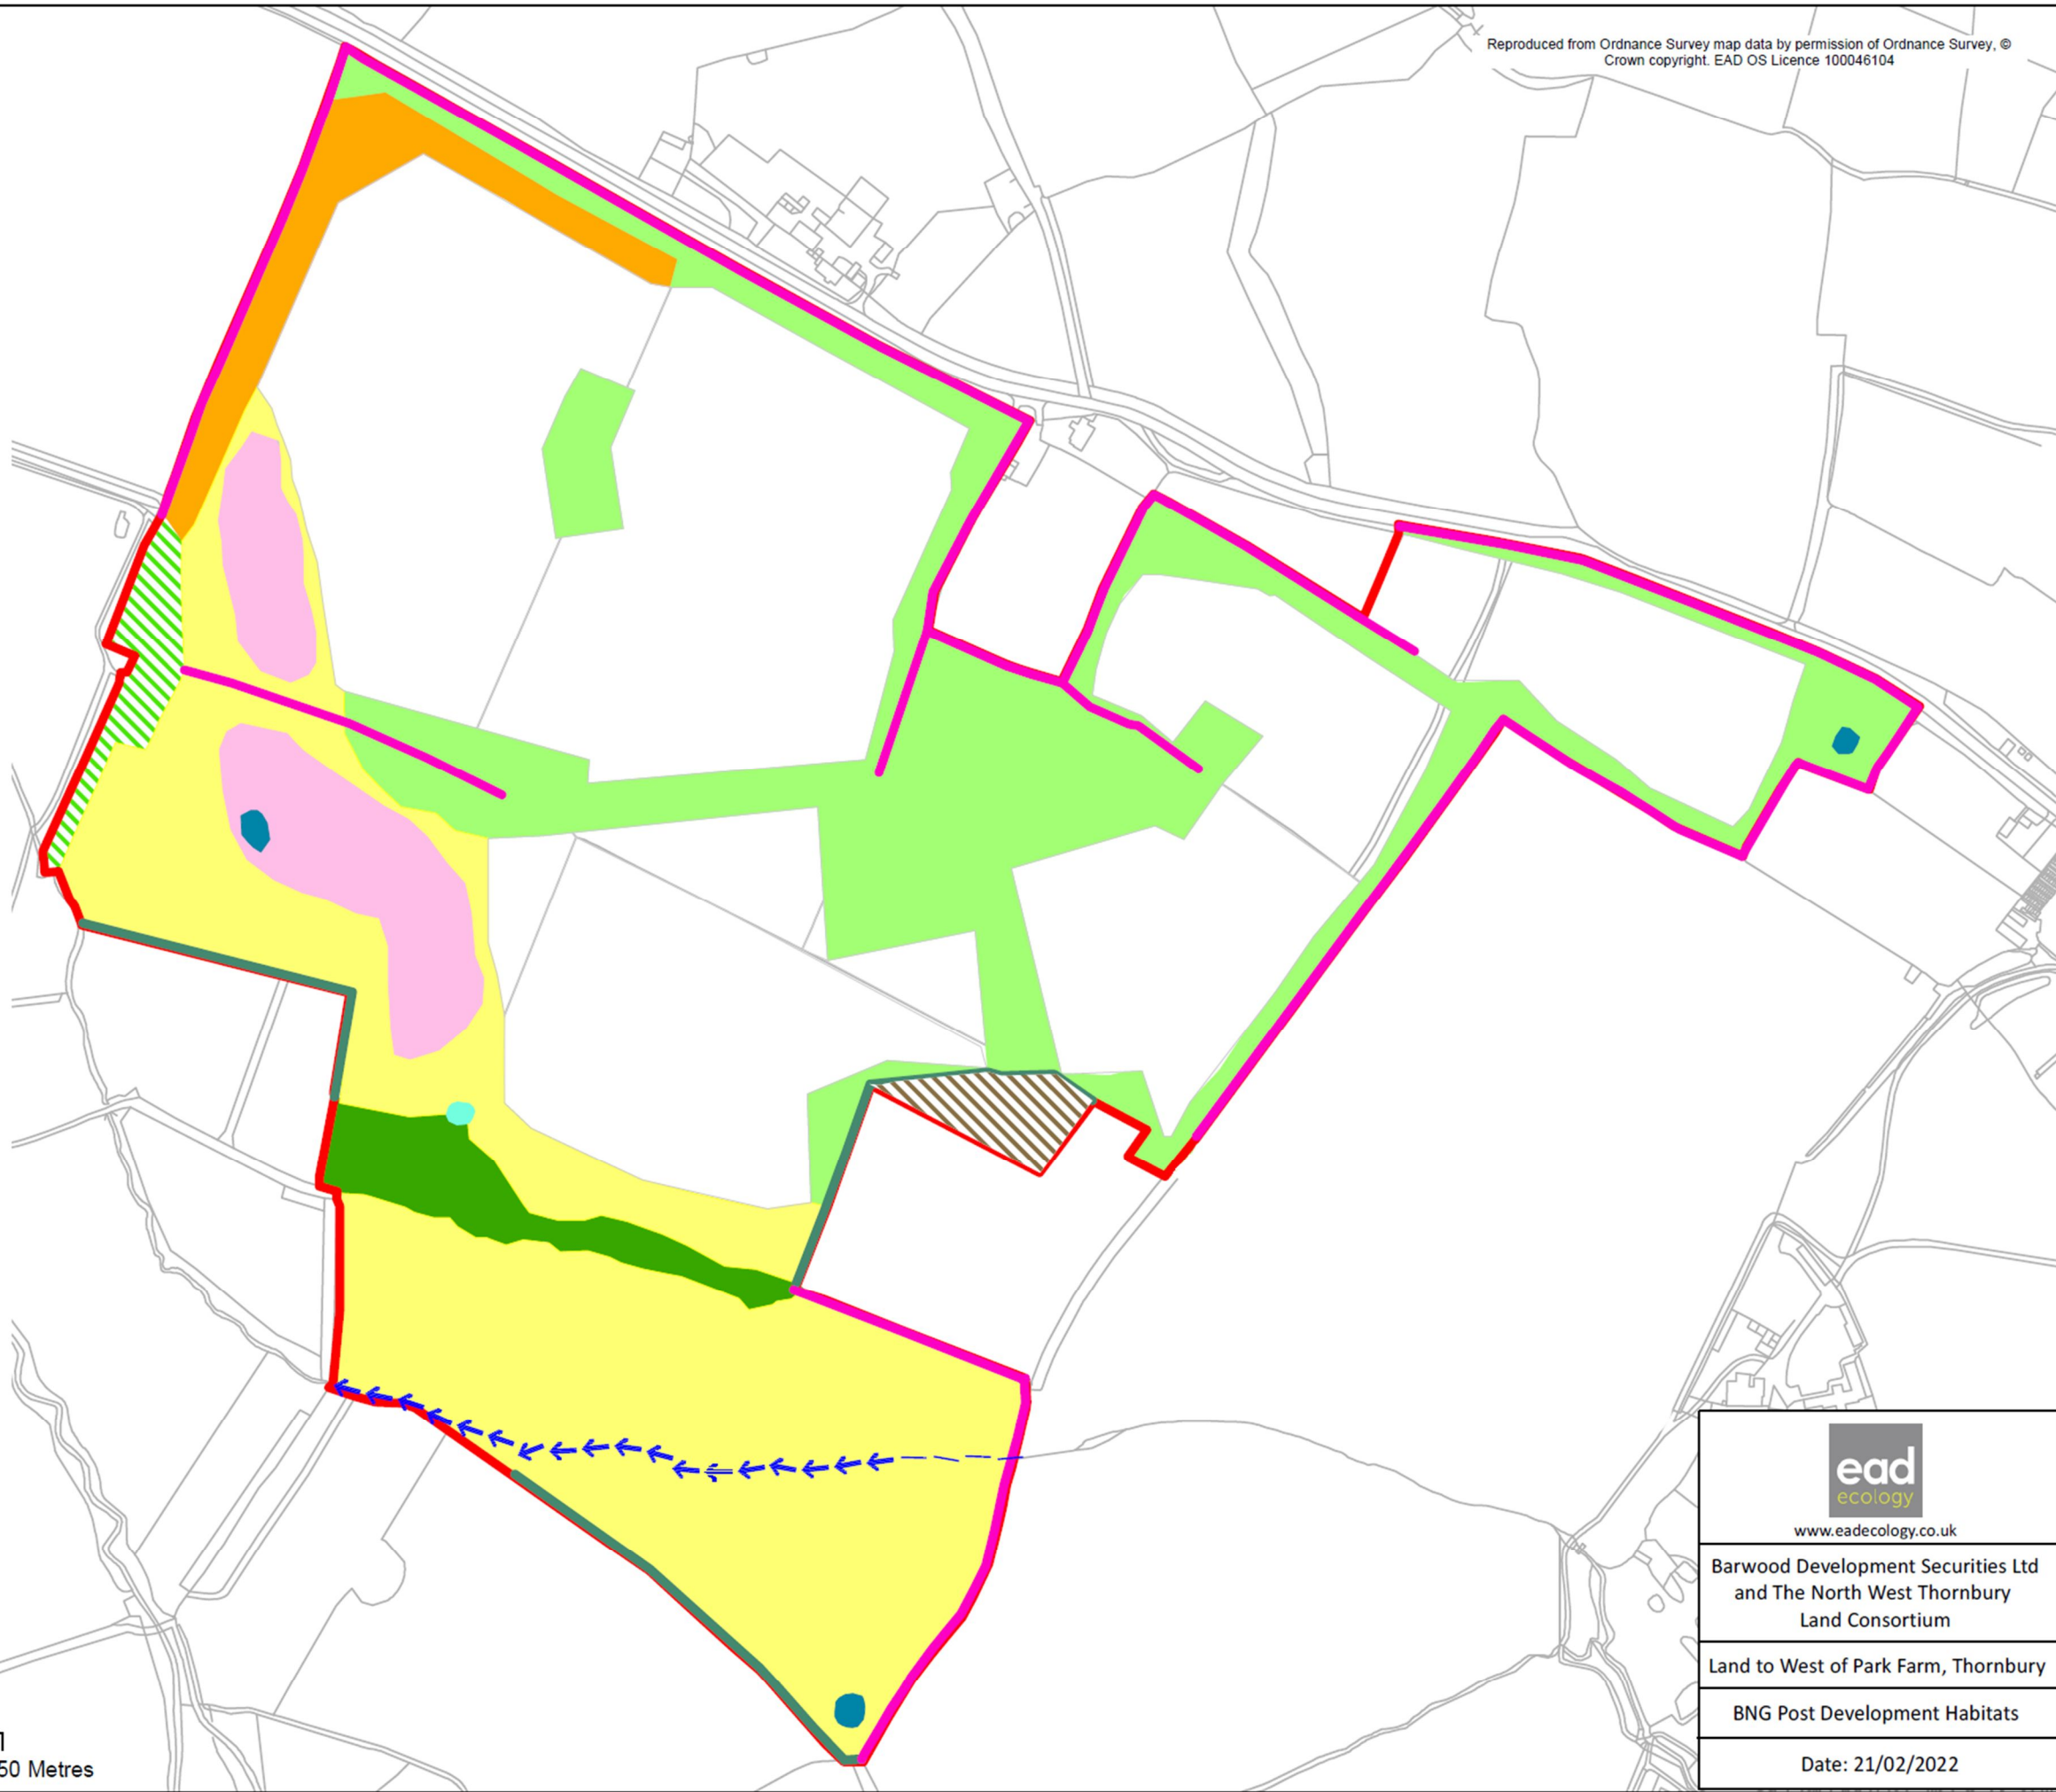 Reproduced from Ordnance Survey map data by permission of Ordnance Survey, ©
Crown copyright. EAD OS Licence 100046104
ead
ecology
www.eadecology.co.uk
Barwood Development Securities Ltd
and The North West Thornbury
Land Consortium
Land to West of Park Farm, Thornbury
BNG Post Development Habitats
Date: 21/02/2022
50 Metres